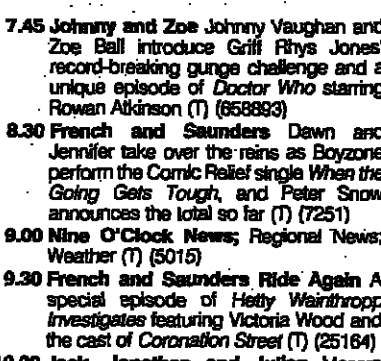 7.45 Johnny and Zoe Johnny Vaughan and
Zoe Ball introduce Griff Rhys Jones'
record-breaking gunge challenge and a
unique episode of Doctor Who starring
Rowan Atkinson (T) (658893)
8.30 French and Saunders Dawn and
Jennifer take over the reins as Boyzone
perform the Comic Relief single When the
Going Gets Tough, and Peter Snow
announces the total so far (T) (7251)
9.00 Nine O'Clock News; Regional News;
Weather (T) (5015)
9.30 French and Saunders Ride Again A
special episode of Hetty Wainthropp
Investigates featuring Victoria Wood and
the cast of Coronation Street (T) (25164)
Jack, Jonathan and Julian